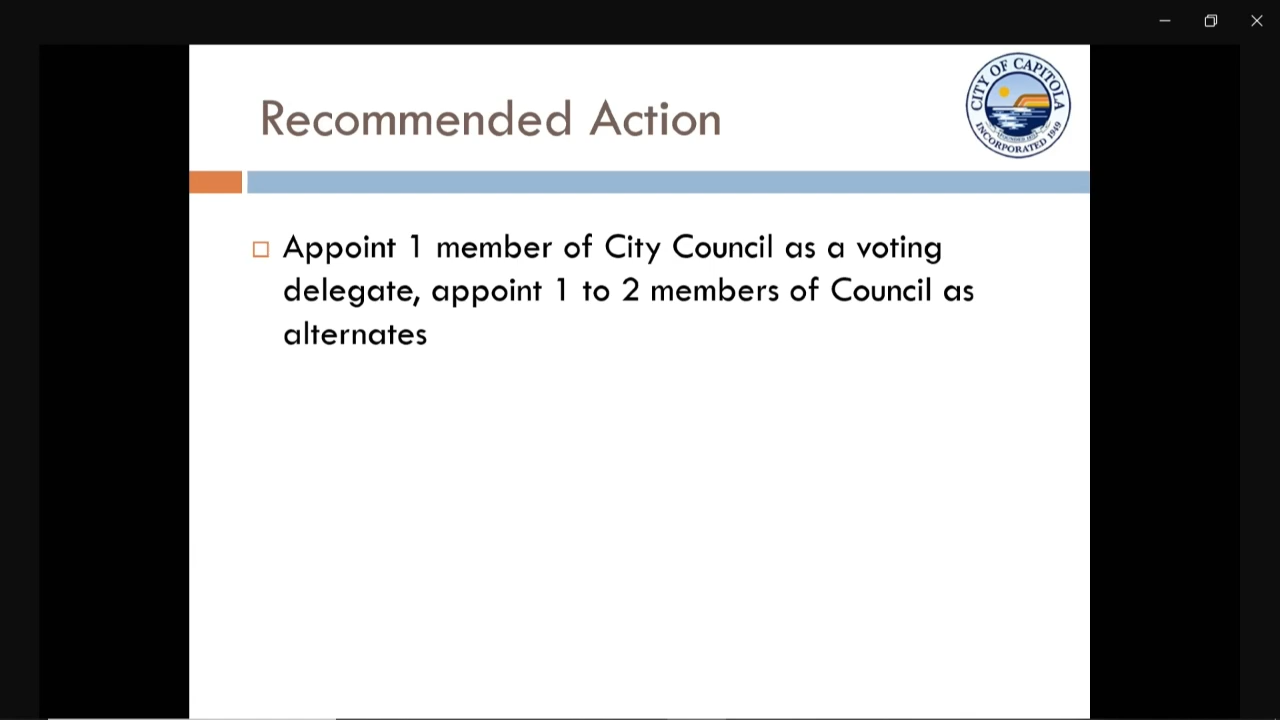 Recommended Action
CITY OF CAPITOLA
INCORPORATED 1949
Appoint 1 member of City Council as a voting
delegate, appoint 1 to 2 members of Council as
alternates